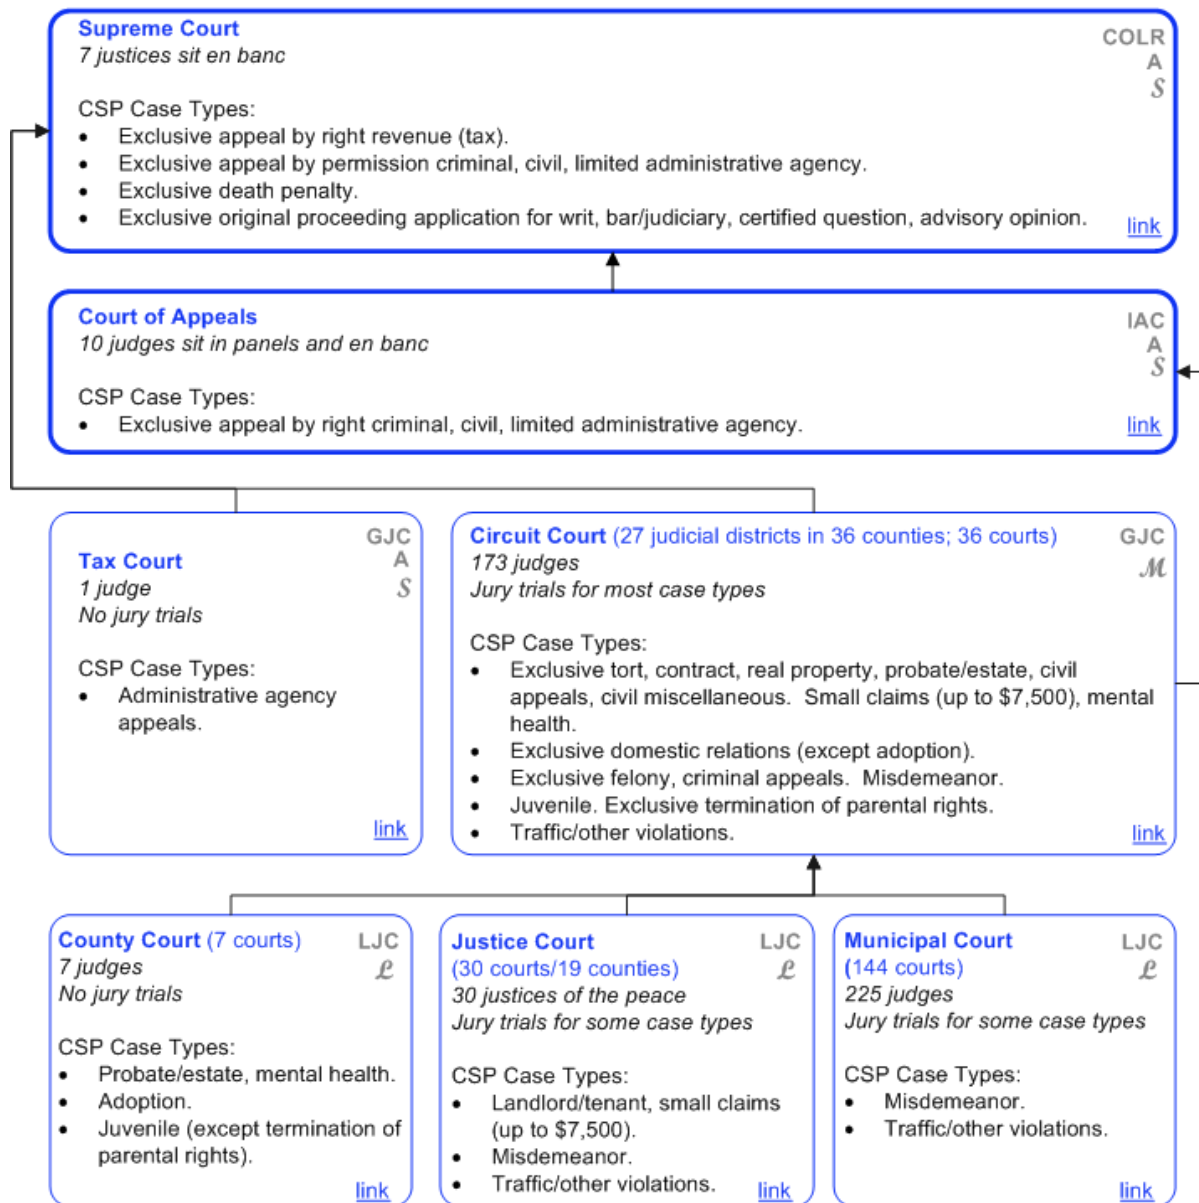 Supreme Court
COLR
7 justices sit en banc
A
S
CSP Case Types:
• Exclusive appeal by right revenue (tax).
• Exclusive appeal by permission criminal, civil, limited administrative agency.
• Exclusive death penalty.
• Exclusive original proceeding application for writ, bar/judiciary, certified question, advisory opinion.
link
Court of Appeals
IAC
10 judges sit in panels and en banc
A
S
CSP Case Types:
• Exclusive appeal by right criminal, civil, limited administrative agency.
link
GJC
Tax Court
A
1 judge
S
No jury trials
CSP Case Types:
• Administrative agency
appeals.
link
Circuit Court (27 judicial districts in 36 counties; 36 courts)
GJC
173 judges
M
Jury trials for most case types
CSP Case Types:
• Exclusive tort, contract, real property, probate/estate, civil
appeals, civil miscellaneous. Small claims (up to $7,500), mental
health.
• Exclusive domestic relations (except adoption).
• Exclusive felony, criminal appeals. Misdemeanor.
• Juvenile. Exclusive termination of parental rights.
• Traffic/other violations.
link
County Court (7 courts)
LJC
7 judges
L
No jury trials
CSP Case Types:
• Probate/estate, mental health.
• Adoption.
• Juvenile (except termination of
parental rights).
link
Justice Court
LJC
(30 courts/19 counties)
L
30 justices of the peace
Jury trials for some case types
CSP Case Types:
• Landlord/tenant, small claims
(up to $7,500).
• Misdemeanor.
• Traffic/other violations.
link
Municipal Court
LJC
(144 courts)
L
225 judges
Jury trials for some case types
CSP Case Types:
• Misdemeanor.
• Traffic/other violations.
link